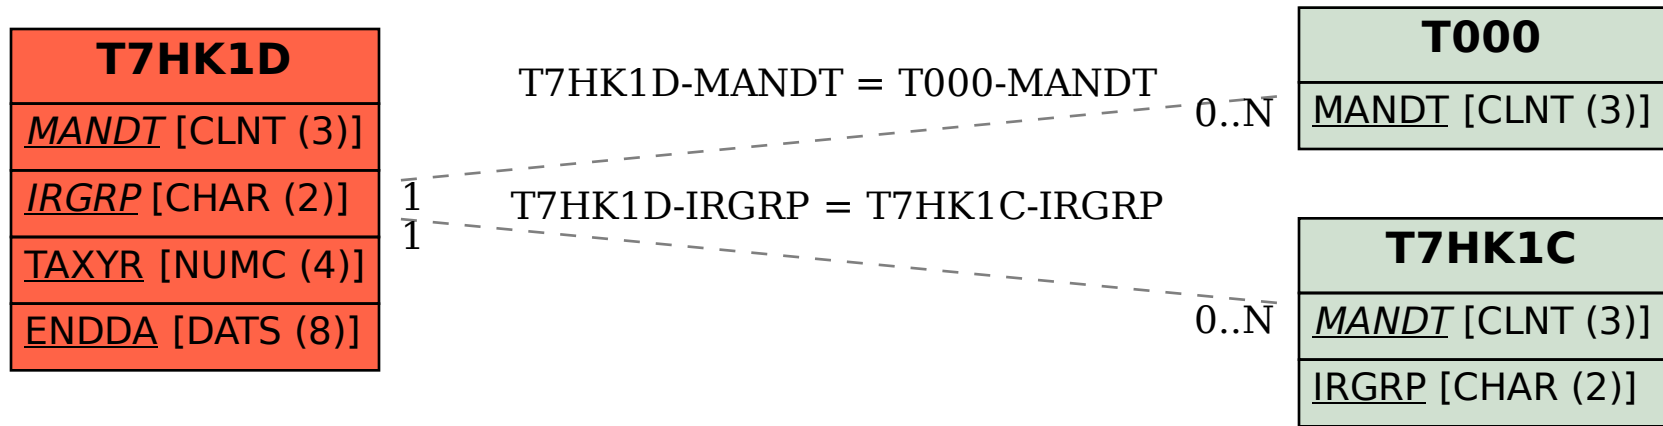 T7HK1D
MANDT [CLNT (3)]
IRGRP [CHAR (2)]
TAXYR [NUMC (4)]
ENDDA [DATS (8)]
T7HK1D-MANDT = T000-MANDT
0..N
1
T7HK1D-IRGRP = T7HK1C-IRGRP
1
0..N
T000
MANDT [CLNT (3)]
T7HK1C
MANDT [CLNT (3)]
IRGRP [CHAR (2)]